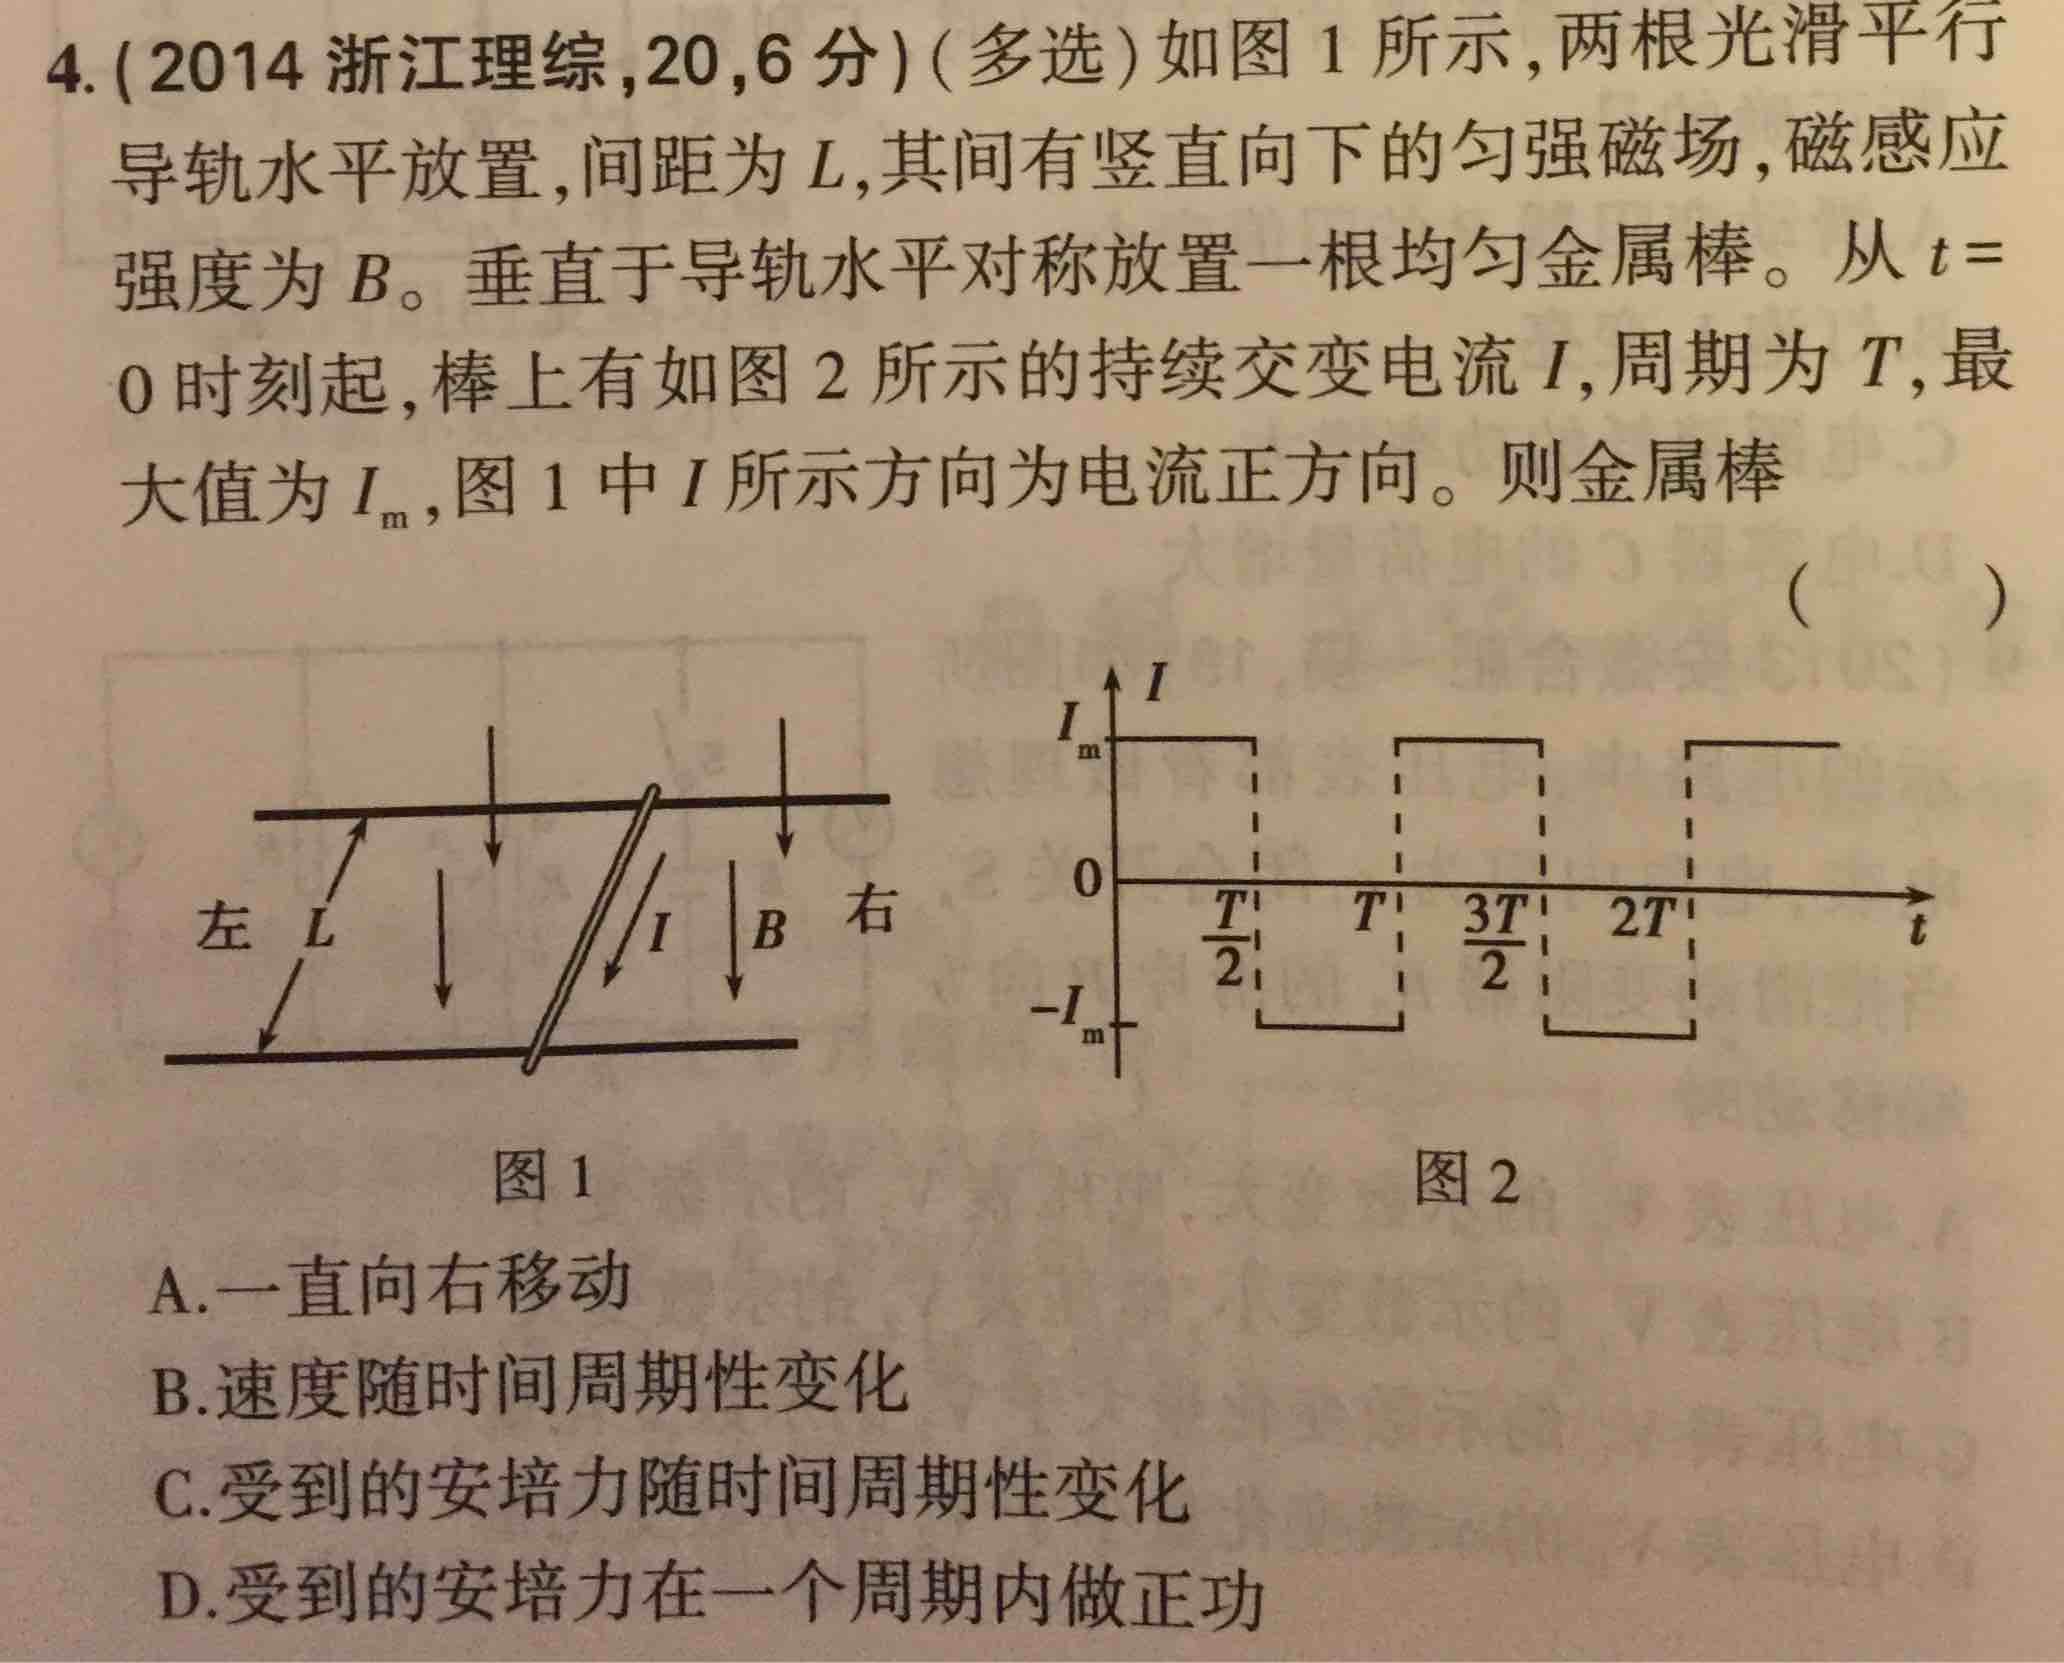 4.(2014 浙江理综,20,6 分)(多选)如图 1 所示,两根光滑平行
导轨水平放置,间距为 L,其间有竖直向下的匀强磁场,磁感应
强度为 B。垂直于导轨水平对称放置一根均匀金属棒。从 t=
0 时刻起,棒上有如图 2 所示的持续交变电流 I,周期为 T,最
大值为 Im,图 1 中 I 所示方向为电流正方向。则金属棒
( )
左 L I B 右
图 1
I
Im
0 T/2 T 3T/2 2T t
-Im
图 2
A.一直向右移动
B.速度随时间周期性变化
C.受到的安培力随时间周期性变化
D.受到的安培力在一个周期内做正功